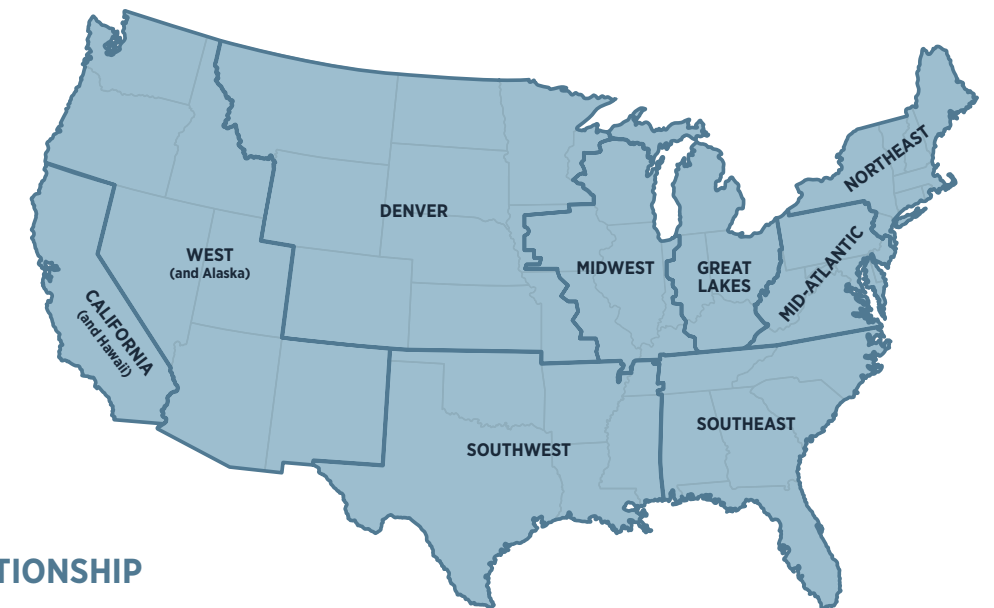 NORTHEAST
DENVER
WEST
(and Alaska)
MIDWEST
GREAT
LAKES
MID-ATLANTIC
CALIFORNIA
(and Hawaii)
SOUTHEAST
SOUTHWEST
TIONSHIP